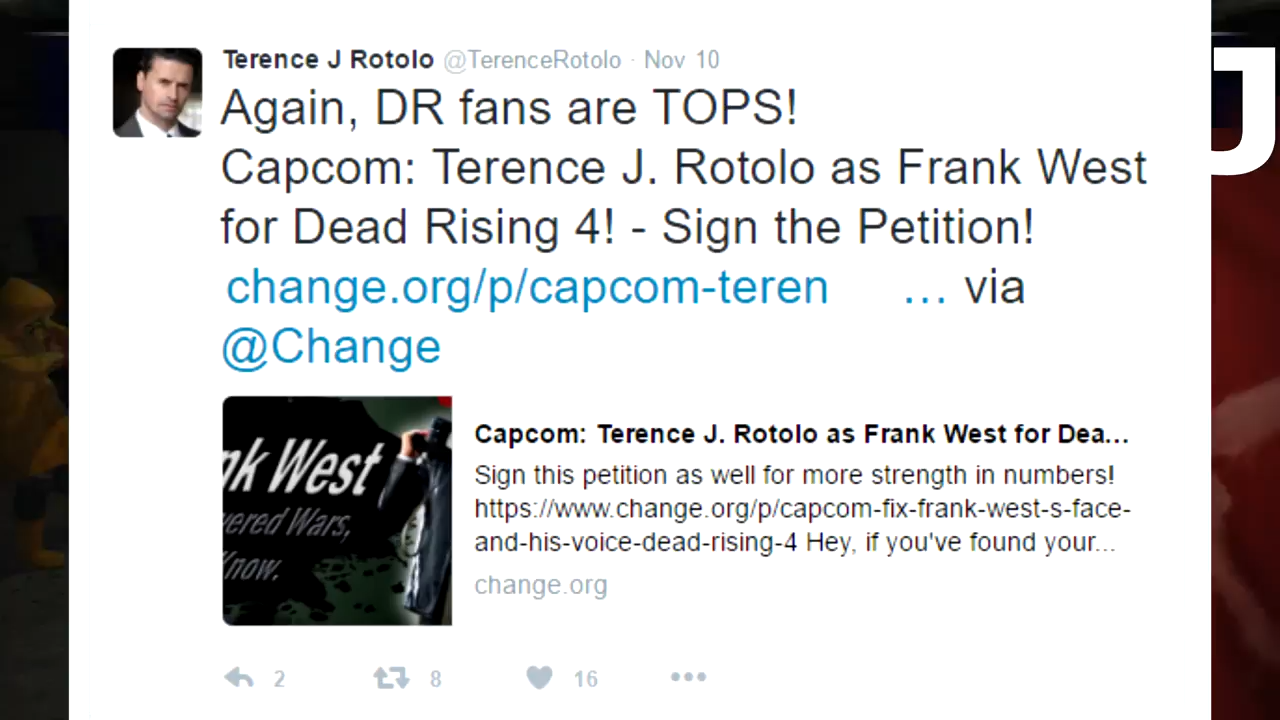 Terence J Rotolo @TerenceRotolo · Nov 10
Again, DR fans are TOPS!
Capcom: Terence J. Rotolo as Frank West
for Dead Rising 4! - Sign the Petition!
change.org/p/capcom-teren … via
@Change
nk West
vered Wars,
Know.
Capcom: Terence J. Rotolo as Frank West for Dea...
Sign this petition as well for more strength in numbers!
https://www.change.org/p/capcom-fix-frank-west-s-face-
and-his-voice-dead-rising-4 Hey, if you've found your...
change.org
2 8 16
J